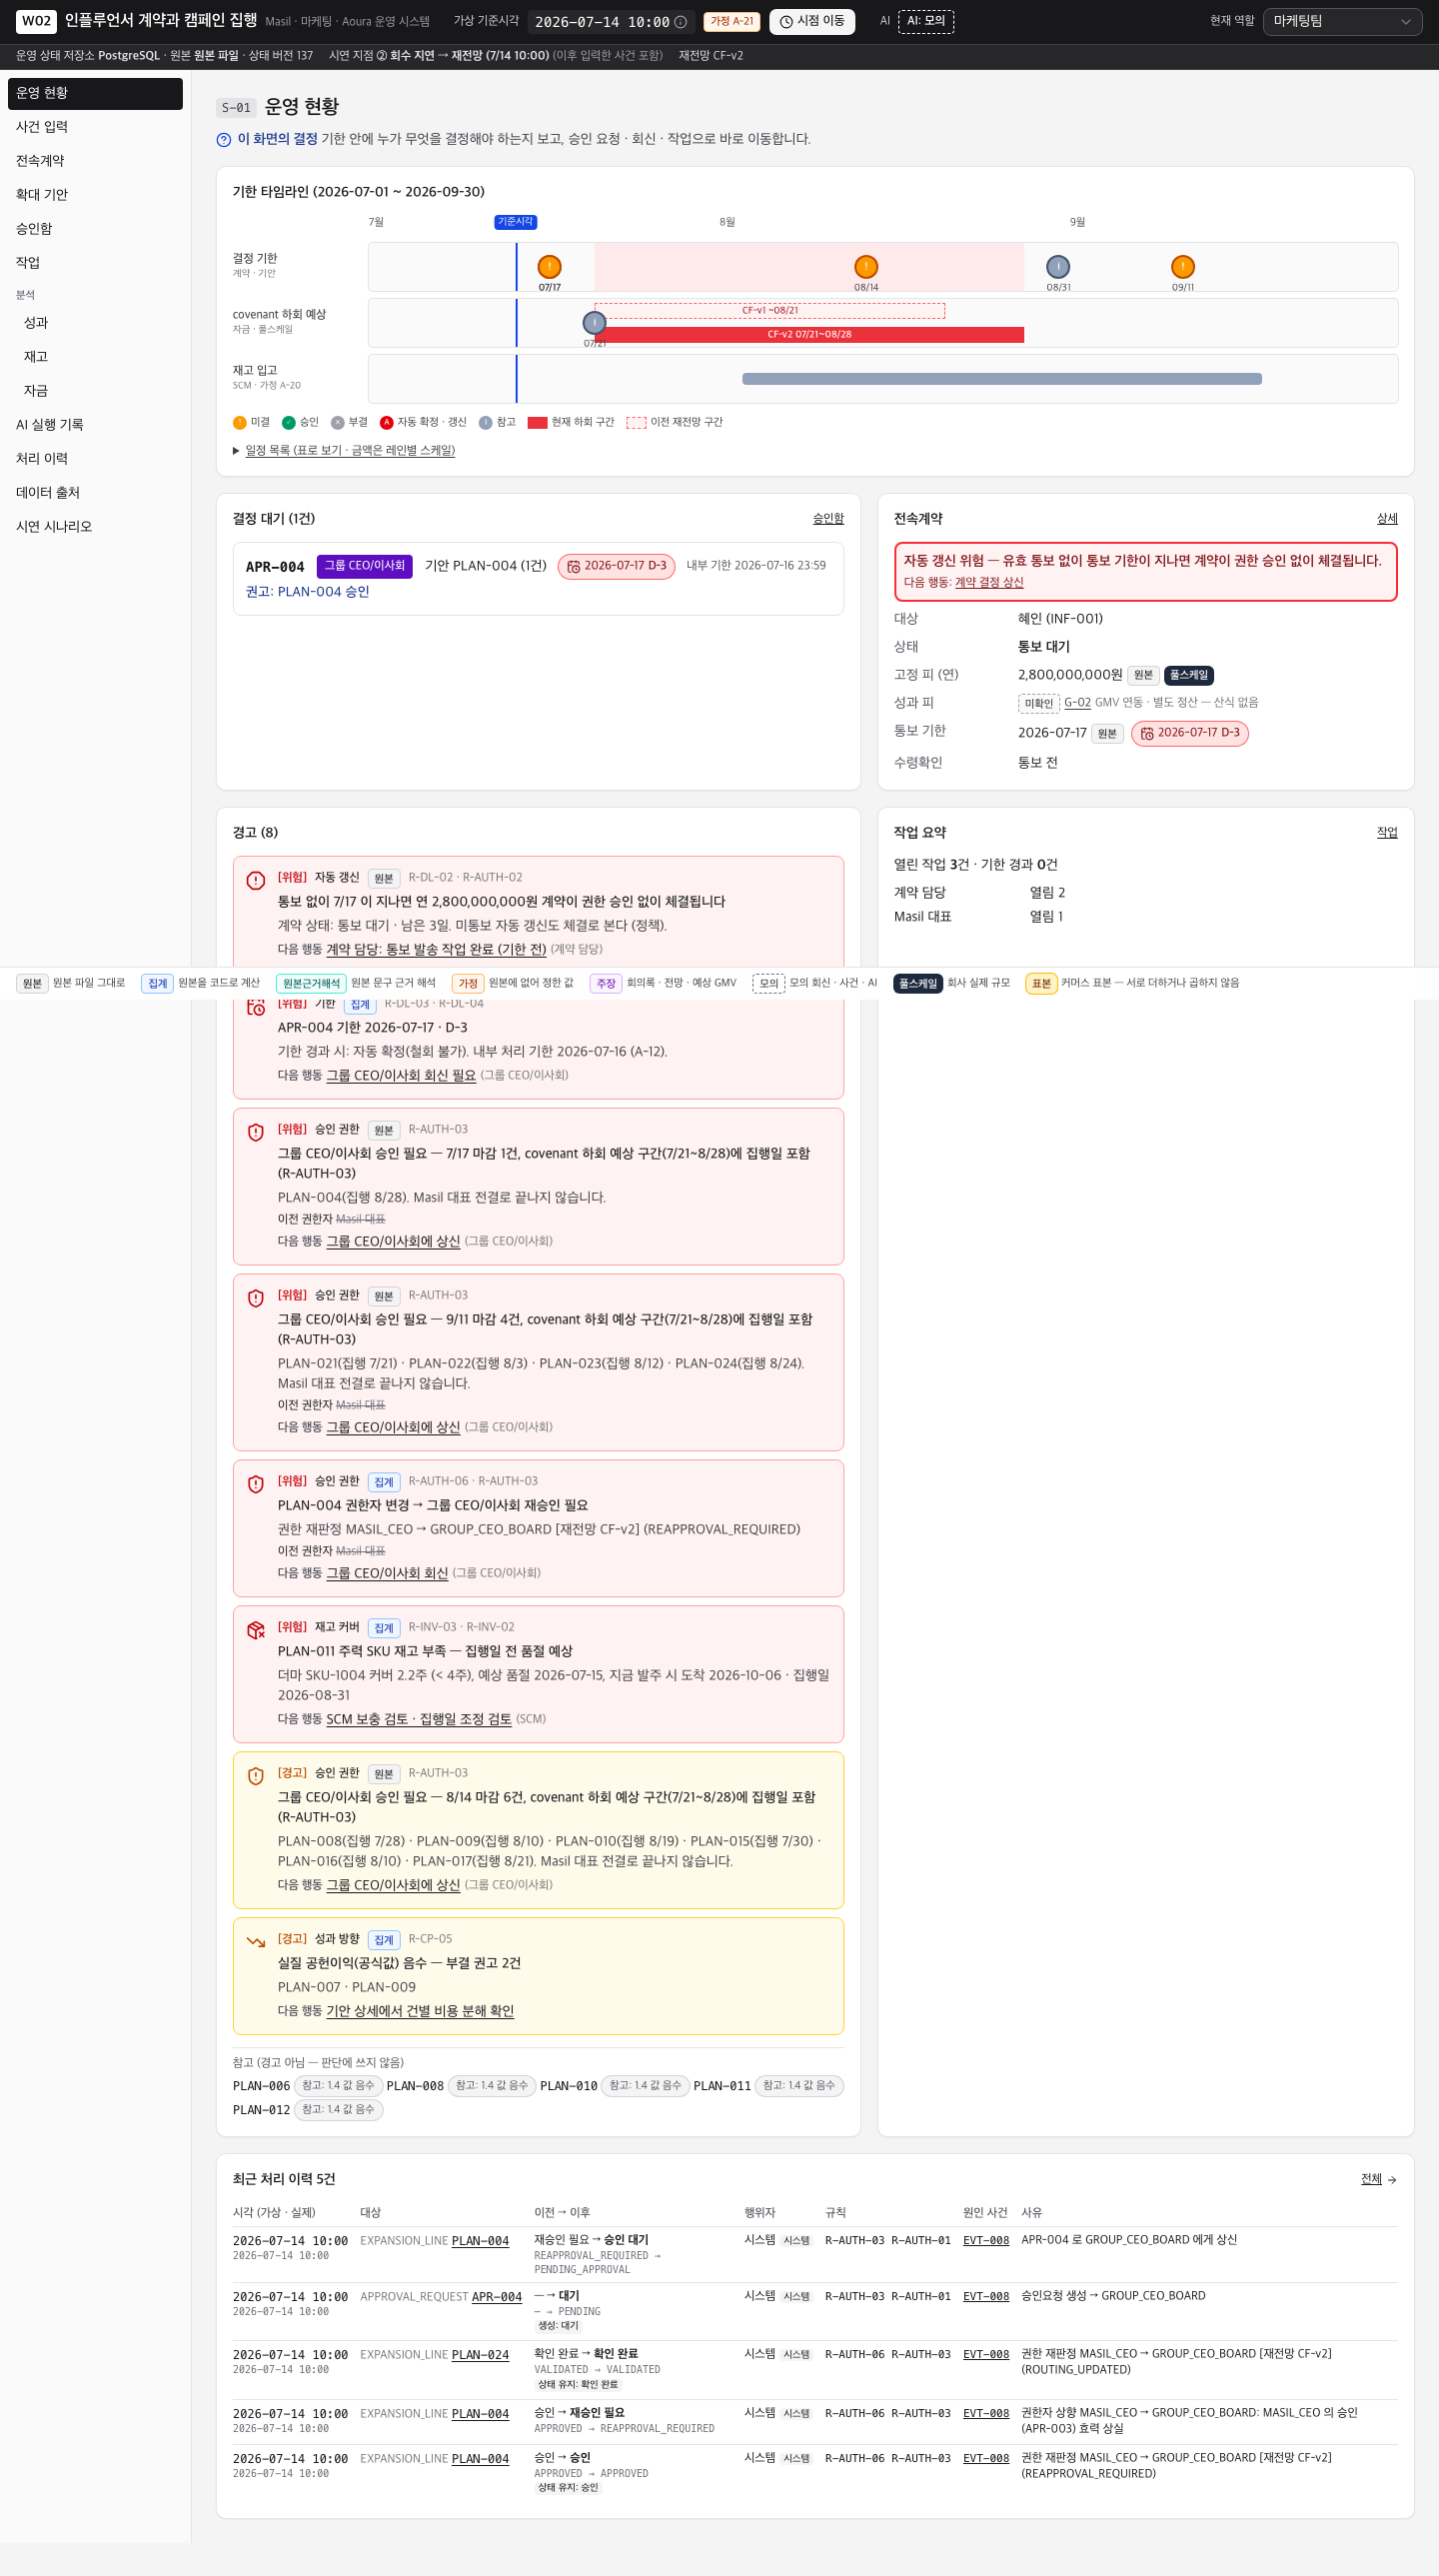 W02 인플루언서 계약과 캠페인 집행 Masil · 마케팅 · Aoura 운영 시스템 가상 기준시각 2026-07-14 10:00 가정 A-21 시점 이동 AI AI: 모의 현재 역할 마케팅팀
운영 상태 저장소 PostgreSQL · 원본 원본 파일 · 상태 버전 137 시연 지점 ② 회수 지연 → 재전망 (7/14 10:00) (이후 입력한 사건 포함) 재전망 CF-v2
운영 현황
사건 입력
전속계약
확대 기안
승인함
작업
분석
성과
재고
자금
AI 실행 기록
처리 이력
데이터 출처
시연 시나리오
S-01 운영 현황
이 화면의 결정 기한 안에 누가 무엇을 결정해야 하는지 보고, 승인 요청 · 회신 · 작업으로 바로 이동합니다.
기한 타임라인 (2026-07-01 ~ 2026-09-30)
7월 기준시각 8월 9월
결정 기한
계약 · 기안
! 07/17 ! 08/14 i 08/31 ! 09/11
covenant 하회 예상
자금 · 풀스케일
CF-v1 ~08/21
i 07/21
CF-v2 07/21~08/28
재고 입고
SCM · 가정 A-20
! 미결 ✓ 승인 × 부결 A 자동 확정 · 갱신 i 참고 현재 하회 구간 이전 재전망 구간
▶ 일정 목록 (표로 보기 · 금액은 레인별 스케일)
결정 대기 (1건) 승인함
APR-004 그룹 CEO/이사회 기안 PLAN-004 (1건) 2026-07-17 D-3 내부 기한 2026-07-16 23:59
권고: PLAN-004 승인
전속계약 상세
자동 갱신 위험 — 유효 통보 없이 통보 기한이 지나면 계약이 권한 승인 없이 체결됩니다.
다음 행동: 계약 결정 상신
대상 혜인 (INF-001)
상태 통보 대기
고정 피 (연) 2,800,000,000원 원본 풀스케일
성과 피 미확인 G-02 GMV 연동 · 별도 정산 — 산식 없음
통보 기한 2026-07-17 원본 2026-07-17 D-3
수령확인 통보 전
경고 (8)
[위험] 자동 갱신 원본 R-DL-02 · R-AUTH-02
통보 없이 7/17 이 지나면 연 2,800,000,000원 계약이 권한 승인 없이 체결됩니다
계약 상태: 통보 대기 · 남은 3일. 미통보 자동 갱신도 체결로 본다 (정책).
다음 행동 계약 담당: 통보 발송 작업 완료 (기한 전) (계약 담당)
작업 요약 작업
열린 작업 3건 · 기한 경과 0건
계약 담당 열림 2
Masil 대표 열림 1
원본 원본 파일 그대로 집계 원본을 코드로 계산 원본근거해석 원본 문구 근거 해석 가정 원본에 없어 정한 값 주장 회의록 · 전망 · 예상 GMV 모의 모의 회신 · 사건 · AI 풀스케일 회사 실제 규모 표본 커머스 표본 — 서로 더하거나 곱하지 않음
[위험] 기한 집계 R-DL-03 · R-DL-04
APR-004 기한 2026-07-17 · D-3
기한 경과 시: 자동 확정(철회 불가). 내부 처리 기한 2026-07-16 (A-12).
다음 행동 그룹 CEO/이사회 회신 필요 (그룹 CEO/이사회)
[위험] 승인 권한 원본 R-AUTH-03
그룹 CEO/이사회 승인 필요 — 7/17 마감 1건, covenant 하회 예상 구간(7/21~8/28)에 집행일 포함
(R-AUTH-03)
PLAN-004(집행 8/28). Masil 대표 전결로 끝나지 않습니다.
이전 권한자 Masil 대표
다음 행동 그룹 CEO/이사회에 상신 (그룹 CEO/이사회)
[위험] 승인 권한 원본 R-AUTH-03
그룹 CEO/이사회 승인 필요 — 9/11 마감 4건, covenant 하회 예상 구간(7/21~8/28)에 집행일 포함
(R-AUTH-03)
PLAN-021(집행 7/21) · PLAN-022(집행 8/3) · PLAN-023(집행 8/12) · PLAN-024(집행 8/24).
Masil 대표 전결로 끝나지 않습니다.
이전 권한자 Masil 대표
다음 행동 그룹 CEO/이사회에 상신 (그룹 CEO/이사회)
[위험] 승인 권한 집계 R-AUTH-06 · R-AUTH-03
PLAN-004 권한자 변경 → 그룹 CEO/이사회 재승인 필요
권한 재판정 MASIL_CEO → GROUP_CEO_BOARD [재전망 CF-v2] (REAPPROVAL_REQUIRED)
이전 권한자 Masil 대표
다음 행동 그룹 CEO/이사회 회신 (그룹 CEO/이사회)
[위험] 재고 커버 집계 R-INV-03 · R-INV-02
PLAN-011 주력 SKU 재고 부족 — 집행일 전 품절 예상
더마 SKU-1004 커버 2.2주 (< 4주), 예상 품절 2026-07-15, 지금 발주 시 도착 2026-10-06 · 집행일
2026-08-31
다음 행동 SCM 보충 검토 · 집행일 조정 검토 (SCM)
[경고] 승인 권한 원본 R-AUTH-03
그룹 CEO/이사회 승인 필요 — 8/14 마감 6건, covenant 하회 예상 구간(7/21~8/28)에 집행일 포함
(R-AUTH-03)
PLAN-008(집행 7/28) · PLAN-009(집행 8/10) · PLAN-010(집행 8/19) · PLAN-015(집행 7/30) ·
PLAN-016(집행 8/10) · PLAN-017(집행 8/21). Masil 대표 전결로 끝나지 않습니다.
다음 행동 그룹 CEO/이사회에 상신 (그룹 CEO/이사회)
[경고] 성과 방향 집계 R-CP-05
실질 공헌이익(공식값) 음수 — 부결 권고 2건
PLAN-007 · PLAN-009
다음 행동 기안 상세에서 건별 비용 분해 확인
참고 (경고 아님 — 판단에 쓰지 않음)
PLAN-006 참고: 1.4 값 음수 PLAN-008 참고: 1.4 값 음수 PLAN-010 참고: 1.4 값 음수 PLAN-011 참고: 1.4 값 음수
PLAN-012 참고: 1.4 값 음수
최근 처리 이력 5건 전체 →
시각 (가상 · 실제) 대상 이전 → 이후 행위자 규칙 원인 사건 사유
2026-07-14 10:00 EXPANSION_LINE PLAN-004 재승인 필요 → 승인 대기 시스템 시스템 R-AUTH-03 R-AUTH-01 EVT-008 APR-004 로 GROUP_CEO_BOARD 에게 상신
2026-07-14 10:00 REAPPROVAL_REQUIRED →
PENDING_APPROVAL
2026-07-14 10:00 APPROVAL_REQUEST APR-004 — → 대기 시스템 시스템 R-AUTH-03 R-AUTH-01 EVT-008 승인요청 생성 → GROUP_CEO_BOARD
2026-07-14 10:00 — → PENDING
생성: 대기
2026-07-14 10:00 EXPANSION_LINE PLAN-024 확인 완료 → 확인 완료 시스템 시스템 R-AUTH-06 R-AUTH-03 EVT-008 권한 재판정 MASIL_CEO → GROUP_CEO_BOARD [재전망 CF-v2]
2026-07-14 10:00 VALIDATED → VALIDATED (ROUTING_UPDATED)
상태 유지: 확인 완료
2026-07-14 10:00 EXPANSION_LINE PLAN-004 승인 → 재승인 필요 시스템 시스템 R-AUTH-06 R-AUTH-03 EVT-008 권한자 상향 MASIL_CEO → GROUP_CEO_BOARD: MASIL_CEO 의 승인
2026-07-14 10:00 APPROVED → REAPPROVAL_REQUIRED (APR-003) 효력 상실
2026-07-14 10:00 EXPANSION_LINE PLAN-004 승인 → 승인 시스템 시스템 R-AUTH-06 R-AUTH-03 EVT-008 권한 재판정 MASIL_CEO → GROUP_CEO_BOARD [재전망 CF-v2]
2026-07-14 10:00 APPROVED → APPROVED (REAPPROVAL_REQUIRED)
상태 유지: 승인